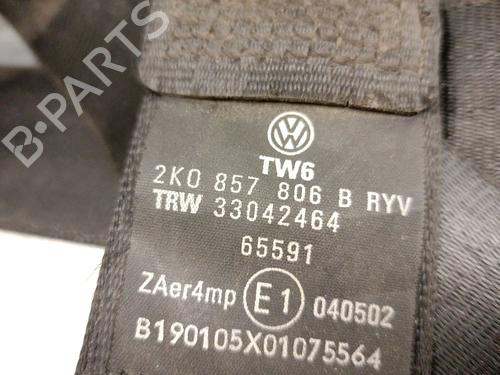 B-PARTS
TW6
2K0 857 806 B RYV
TRW 33042464
65591
ZAer4mp E1 040502
B190105X01075564